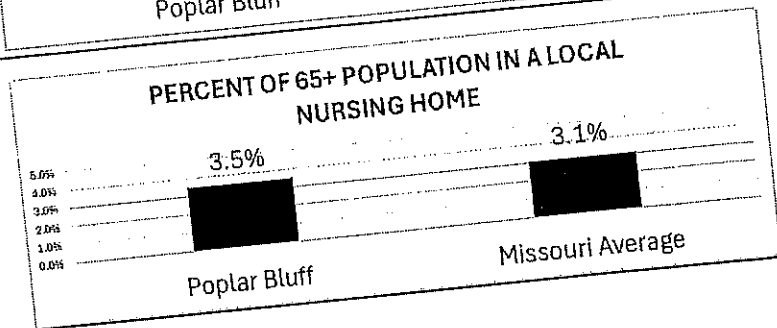 Poplar Bluff
PERCENT OF 65+ POPULATION IN A LOCAL
NURSING HOME
3.5%
3.1%
5.0%
4.0%
3.0%
2.0%
1.0%
0.0%
Poplar Bluff
Missouri Average